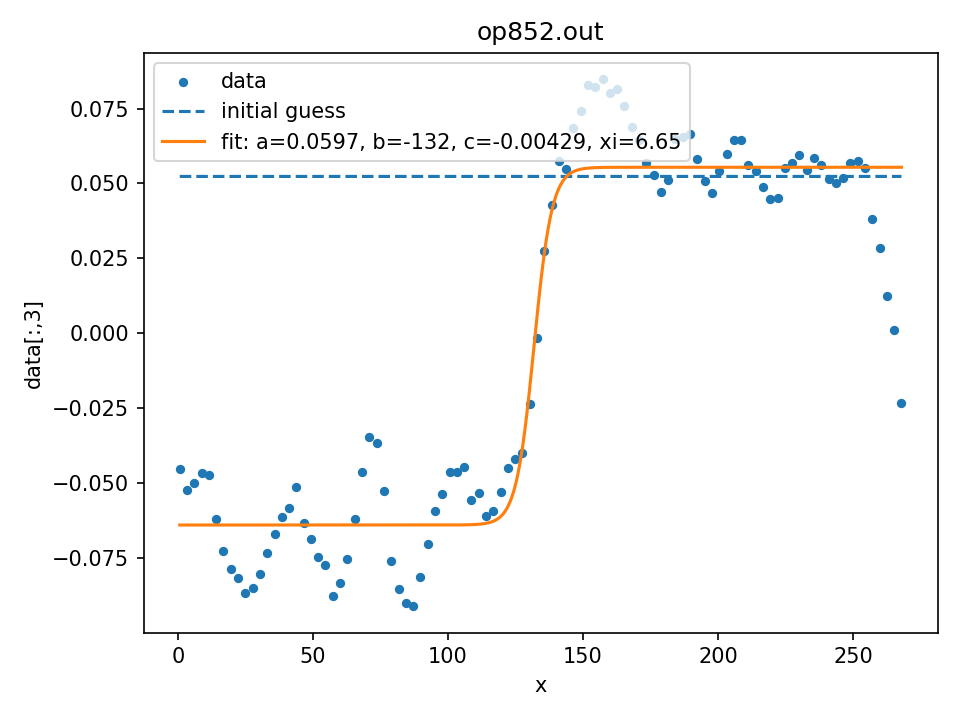 op852.out
data
initial guess
fit: a=0.0597, b=-132, c=-0.00429, xi=6.65
0.075
0.050
0.025
0.000
−0.025
−0.050
−0.075
data[:,3]
0 50 100 150 200 250
x